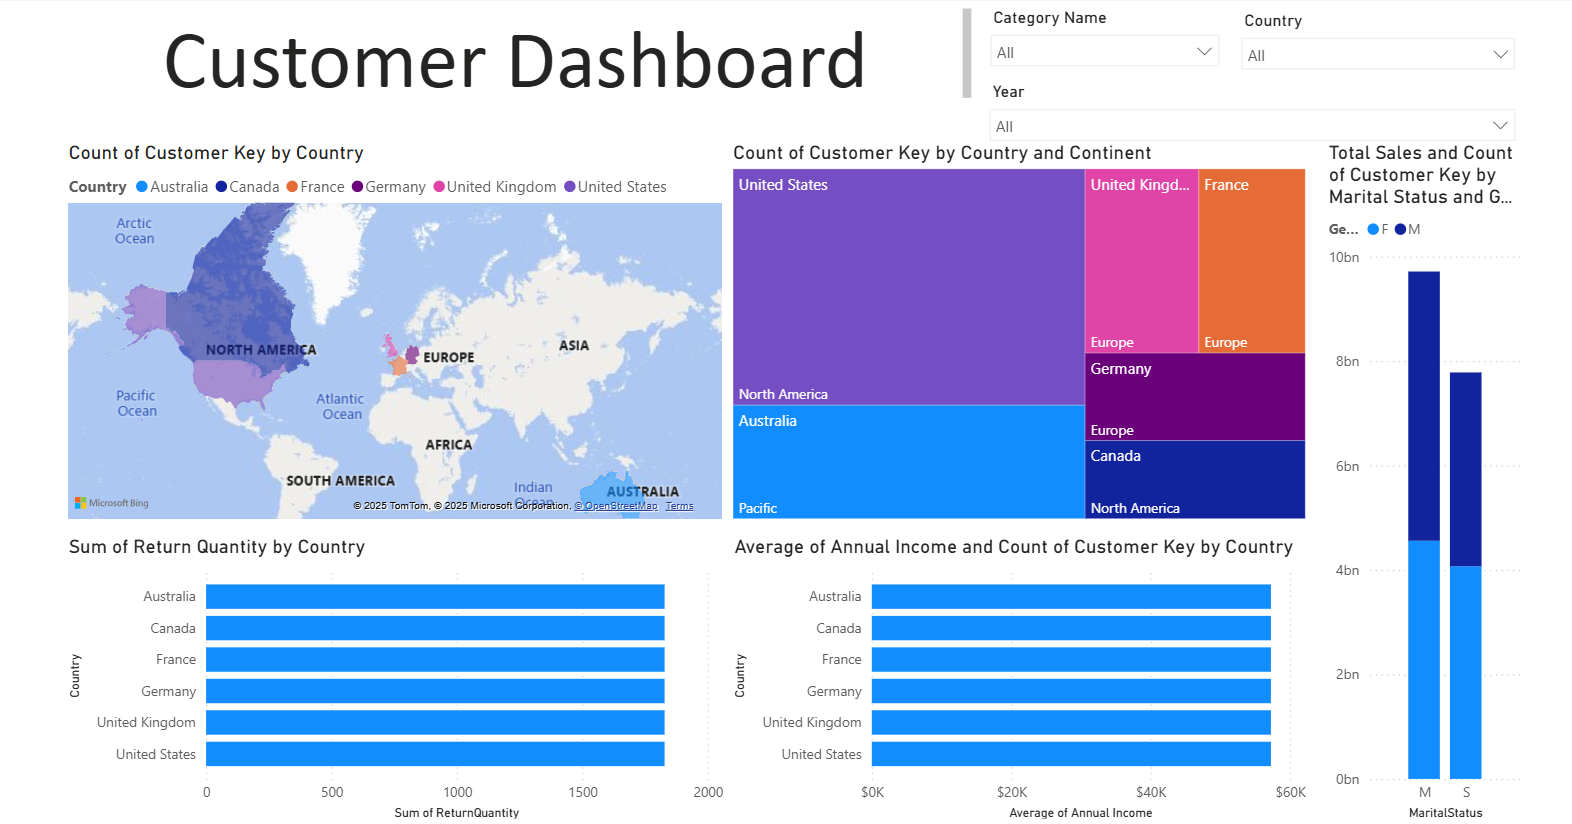 Customer Dashboard
Category Name
All
Country
All
Year
All
Count of Customer Key by Country
Country Australia Canada France Germany United Kingdom United States
Arctic
Ocean
NORTH AMERICA
EUROPE
ASIA
Pacific
Ocean
Atlantic
Ocean
AFRICA
SOUTH AMERICA
Indian
Ocean
AUSTRALIA
Microsoft Bing
© 2025 TomTom, © 2025 Microsoft Corporation, © OpenStreetMap Terms
Count of Customer Key by Country and Continent
United States
North America
Australia
Pacific
United Kingd...
Europe
France
Europe
Germany
Europe
Canada
North America
Total Sales and Count
of Customer Key by
Marital Status and G...
Ge... F M
10bn
8bn
6bn
4bn
2bn
0bn
M S
MaritalStatus
Sum of Return Quantity by Country
Country
Australia
Canada
France
Germany
United Kingdom
United States
0 500 1000 1500 2000
Sum of ReturnQuantity
Average of Annual Income and Count of Customer Key by Country
Country
Australia
Canada
France
Germany
United Kingdom
United States
$0K $20K $40K $60K
Average of Annual Income